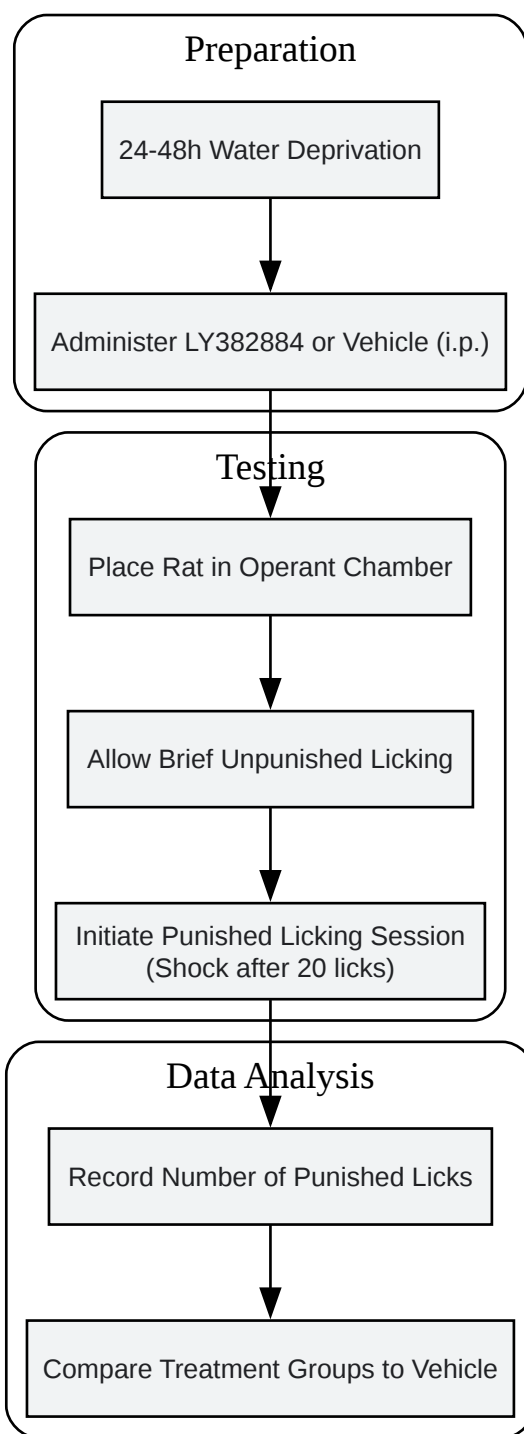 Preparation
24-48h Water Deprivation
Administer LY382884 or Vehicle (i.p.)
Testing
Place Rat in Operant Chamber
Allow Brief Unpunished Licking
Initiate Punished Licking Session
(Shock after 20 licks)
Data Analysis
Record Number of Punished Licks
Compare Treatment Groups to Vehicle